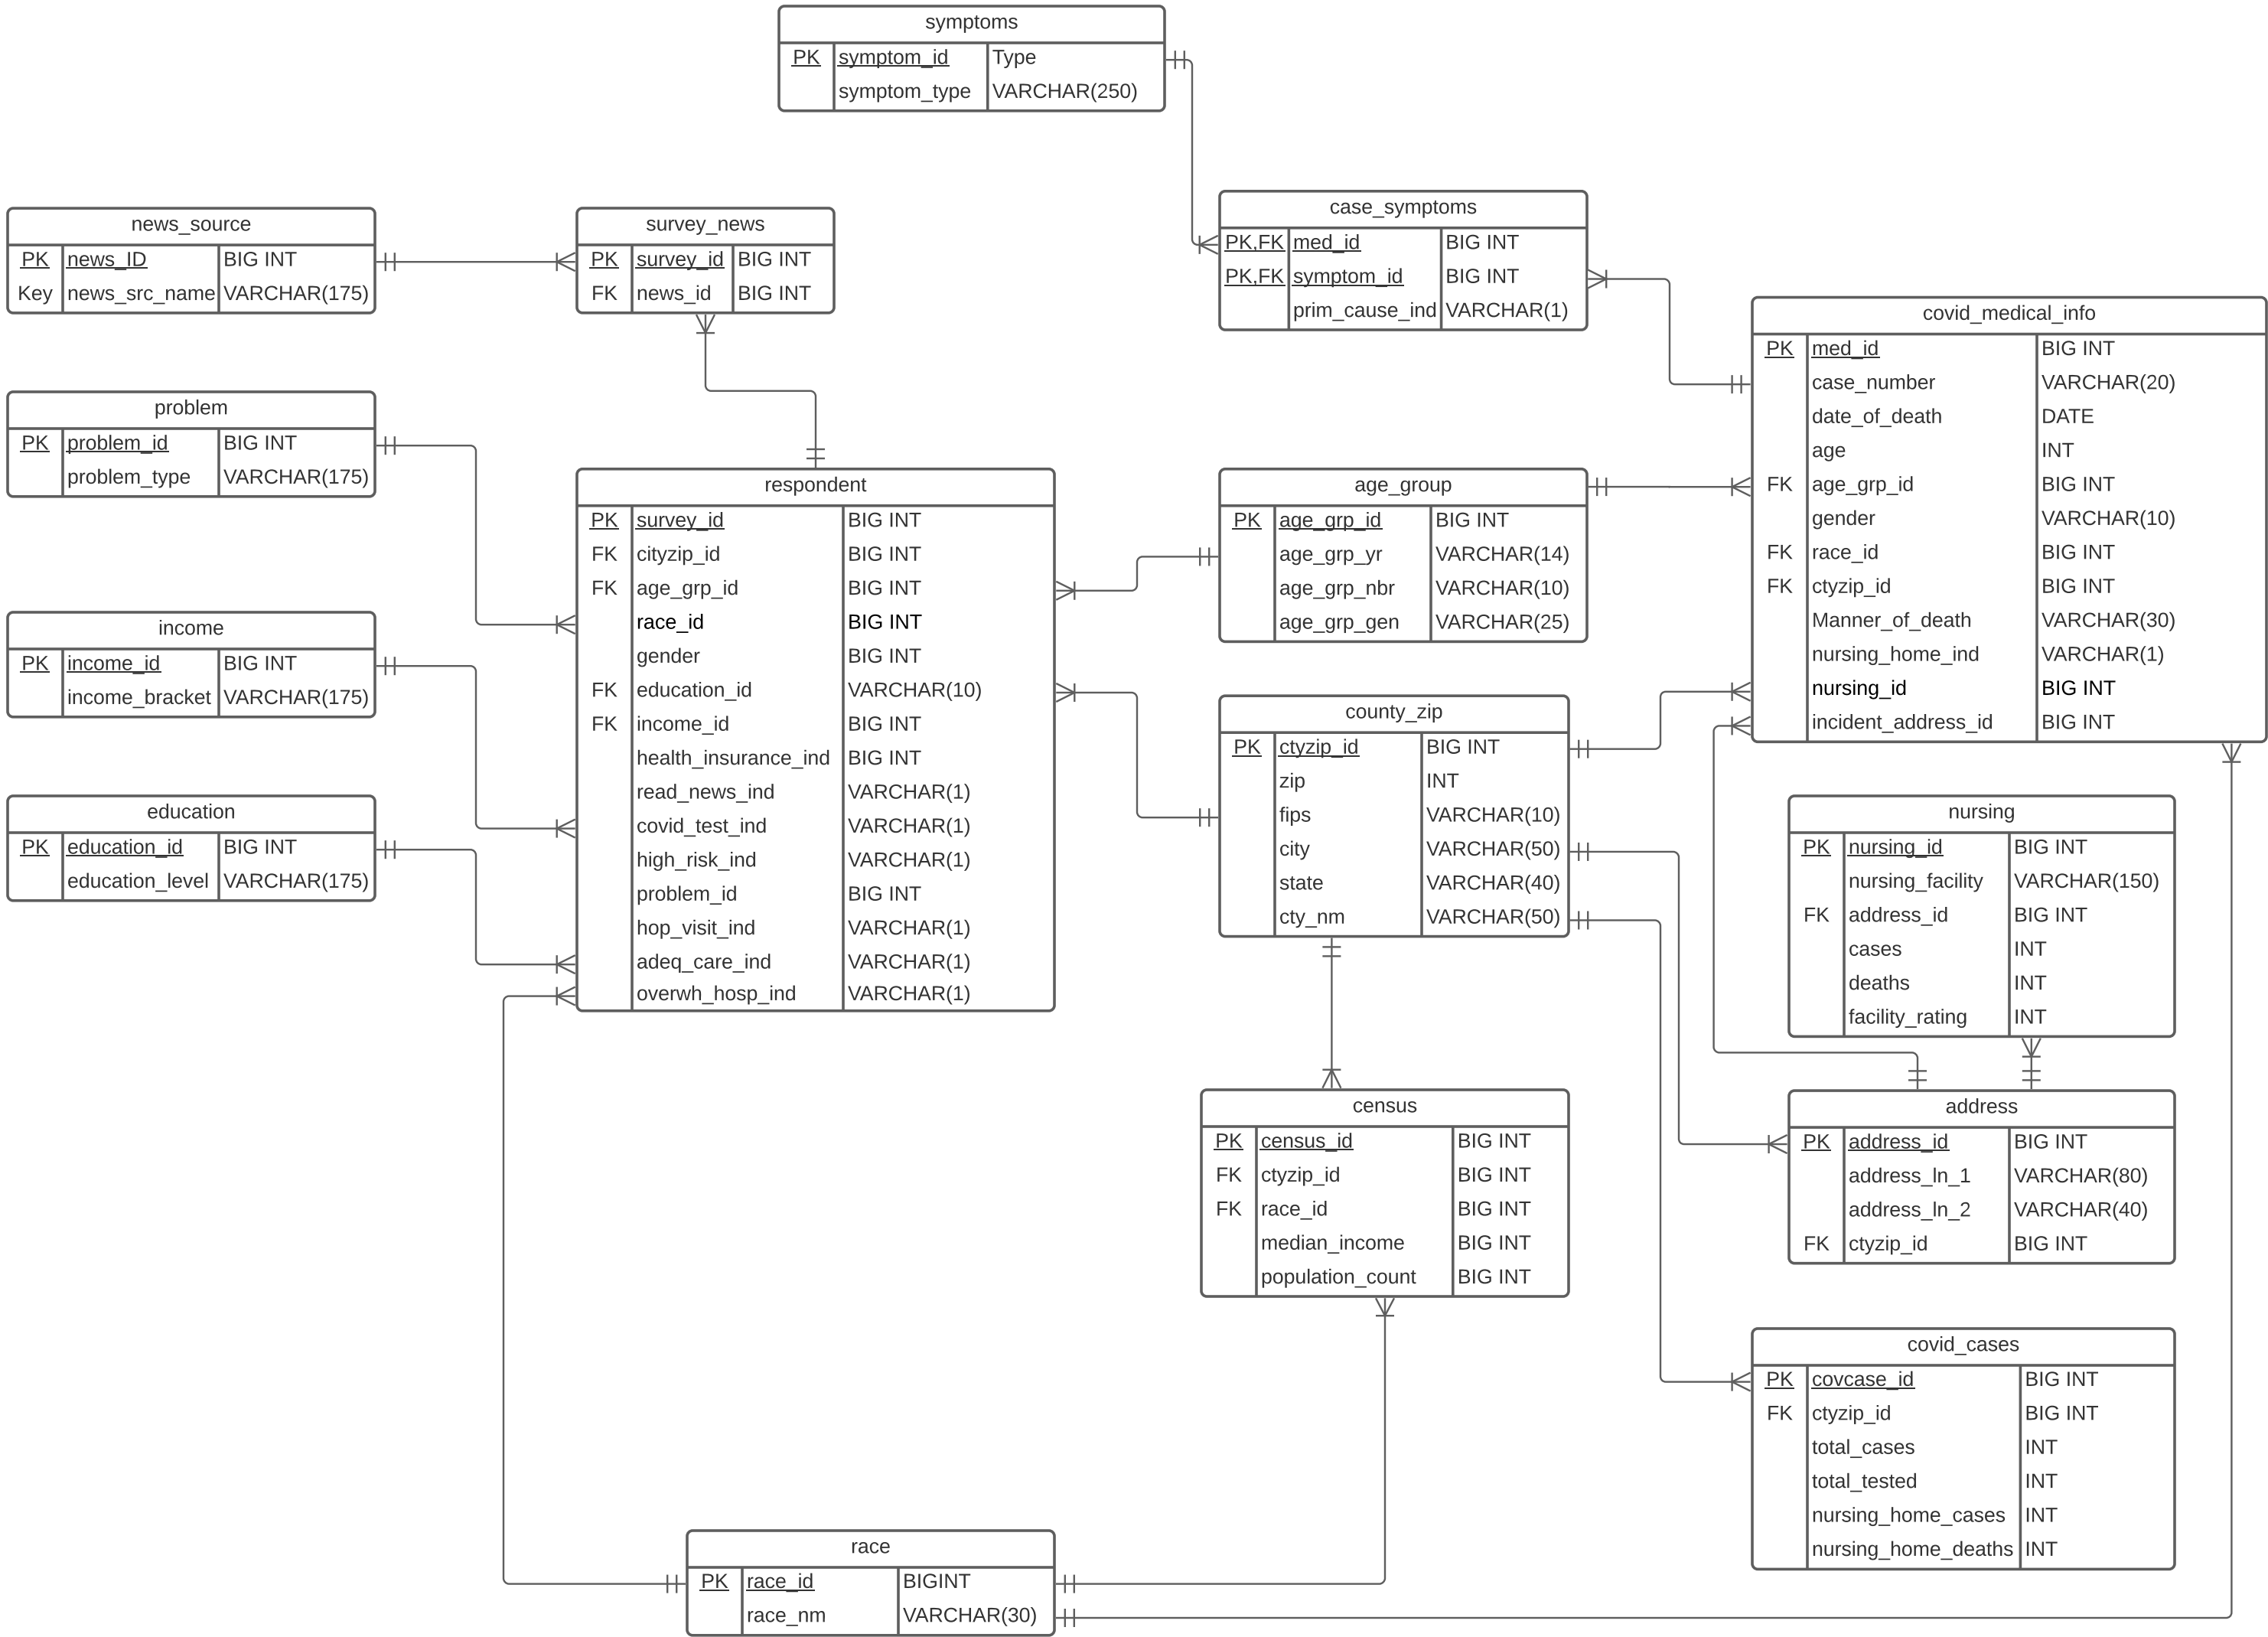 symptoms
PK symptom_id Type
symptom_type VARCHAR(250)
case_symptoms
PK,FK med_id BIG INT
PK,FK symptom_id BIG INT
prim_cause_ind VARCHAR(1)
news_source
PK news_ID BIG INT
Key news_src_name VARCHAR(175)
survey_news
PK survey_id BIG INT
FK news_id BIG INT
covid_medical_info
PK med_id BIG INT
case_number VARCHAR(20)
date_of_death DATE
age INT
FK age_grp_id BIG INT
gender VARCHAR(10)
FK race_id BIG INT
FK ctyzip_id BIG INT
Manner_of_death VARCHAR(30)
nursing_home_ind VARCHAR(1)
nursing_id BIG INT
incident_address_id BIG INT
problem
PK problem_id BIG INT
problem_type VARCHAR(175)
respondent
PK survey_id BIG INT
FK cityzip_id BIG INT
FK age_grp_id BIG INT
race_id BIG INT
gender BIG INT
FK education_id VARCHAR(10)
FK income_id BIG INT
health_insurance_ind BIG INT
read_news_ind VARCHAR(1)
covid_test_ind VARCHAR(1)
high_risk_ind VARCHAR(1)
problem_id BIG INT
hop_visit_ind VARCHAR(1)
adeq_care_ind VARCHAR(1)
overwh_hosp_ind VARCHAR(1)
age_group
PK age_grp_id BIG INT
age_grp_yr VARCHAR(14)
age_grp_nbr VARCHAR(10)
age_grp_gen VARCHAR(25)
income
PK income_id BIG INT
income_bracket VARCHAR(175)
county_zip
PK ctyzip_id BIG INT
zip INT
fips VARCHAR(10)
city VARCHAR(50)
state VARCHAR(40)
cty_nm VARCHAR(50)
education
PK education_id BIG INT
education_level VARCHAR(175)
nursing
PK nursing_id BIG INT
nursing_facility VARCHAR(150)
FK address_id BIG INT
cases INT
deaths INT
facility_rating INT
census
PK census_id BIG INT
FK ctyzip_id BIG INT
FK race_id BIG INT
median_income BIG INT
population_count BIG INT
address
PK address_id BIG INT
address_ln_1 VARCHAR(80)
address_ln_2 VARCHAR(40)
FK ctyzip_id BIG INT
covid_cases
PK covcase_id BIG INT
FK ctyzip_id BIG INT
total_cases INT
total_tested INT
nursing_home_cases INT
nursing_home_deaths INT
race
PK race_id BIGINT
race_nm VARCHAR(30)